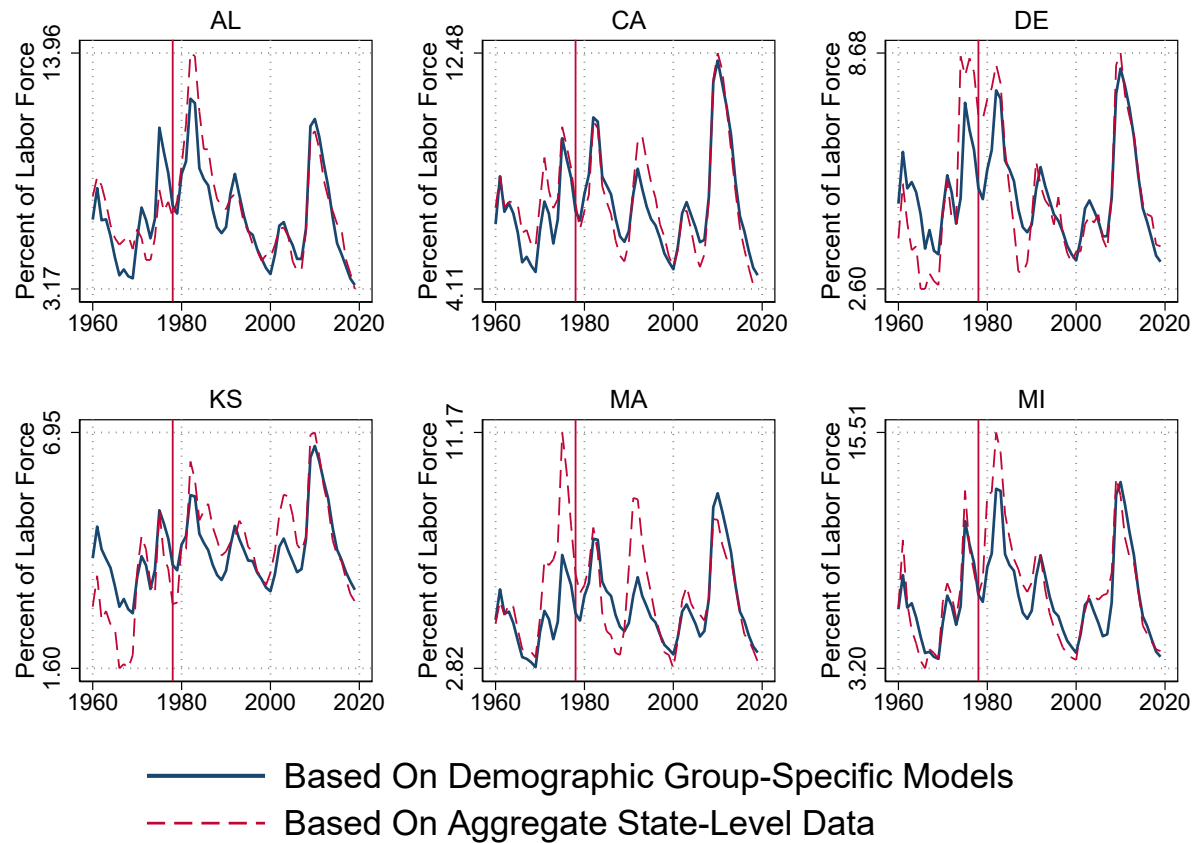 AL
Percent of Labor Force
13.96
3.17
1960 1980 2000 2020
CA
Percent of Labor Force
12.48
4.11
1960 1980 2000 2020
DE
Percent of Labor Force
8.68
2.60
1960 1980 2000 2020
KS
Percent of Labor Force
6.95
1.60
1960 1980 2000 2020
MA
Percent of Labor Force
11.17
2.82
1960 1980 2000 2020
MI
Percent of Labor Force
15.51
3.20
1960 1980 2000 2020
Based On Demographic Group-Specific Models
Based On Aggregate State-Level Data